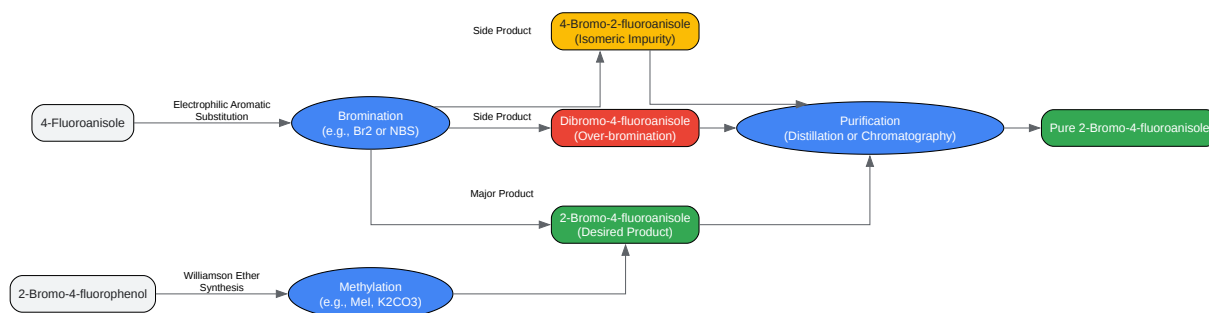 Side Product
4-Bromo-2-fluoroanisole
(Isomeric Impurity)
4-Fluoroanisole
Electrophilic Aromatic
Substitution
Bromination
(e.g., Br2 or NBS)
Side Product
Dibromo-4-fluoroanisole
(Over-bromination)
Purification
(Distillation or Chromatography)
Pure 2-Bromo-4-fluoroanisole
Major Product
2-Bromo-4-fluoroanisole
(Desired Product)
2-Bromo-4-fluorophenol
Williamson Ether
Synthesis
Methylation
(e.g., MeI, K2CO3)